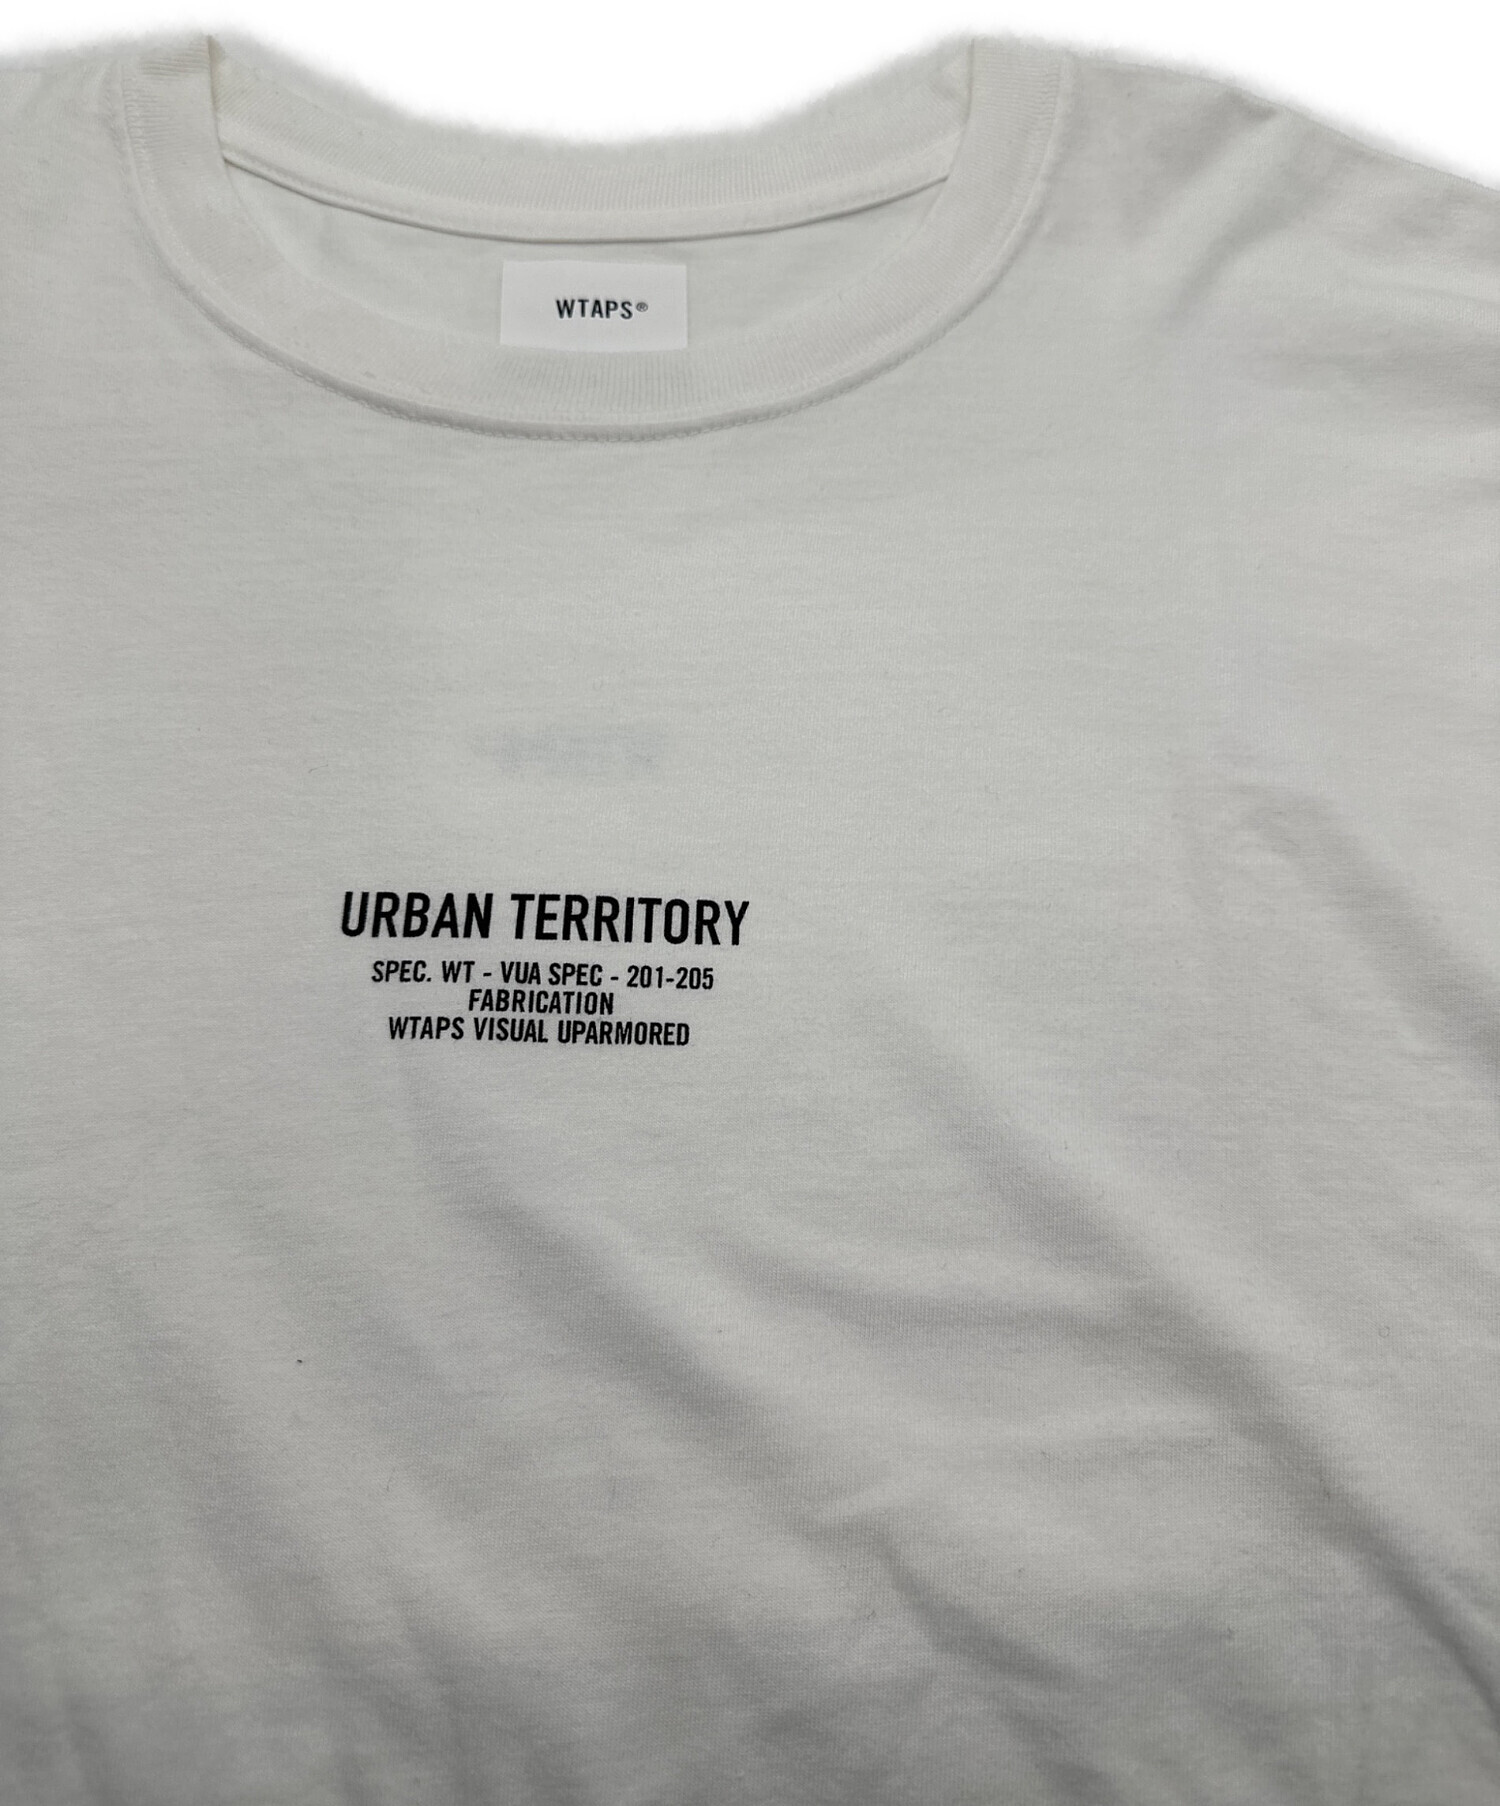 WTAPS®
URBAN TERRITORY
SPEC. WT - VUA SPEC - 201-205
FABRICATION
WTAPS VISUAL UPARMORED